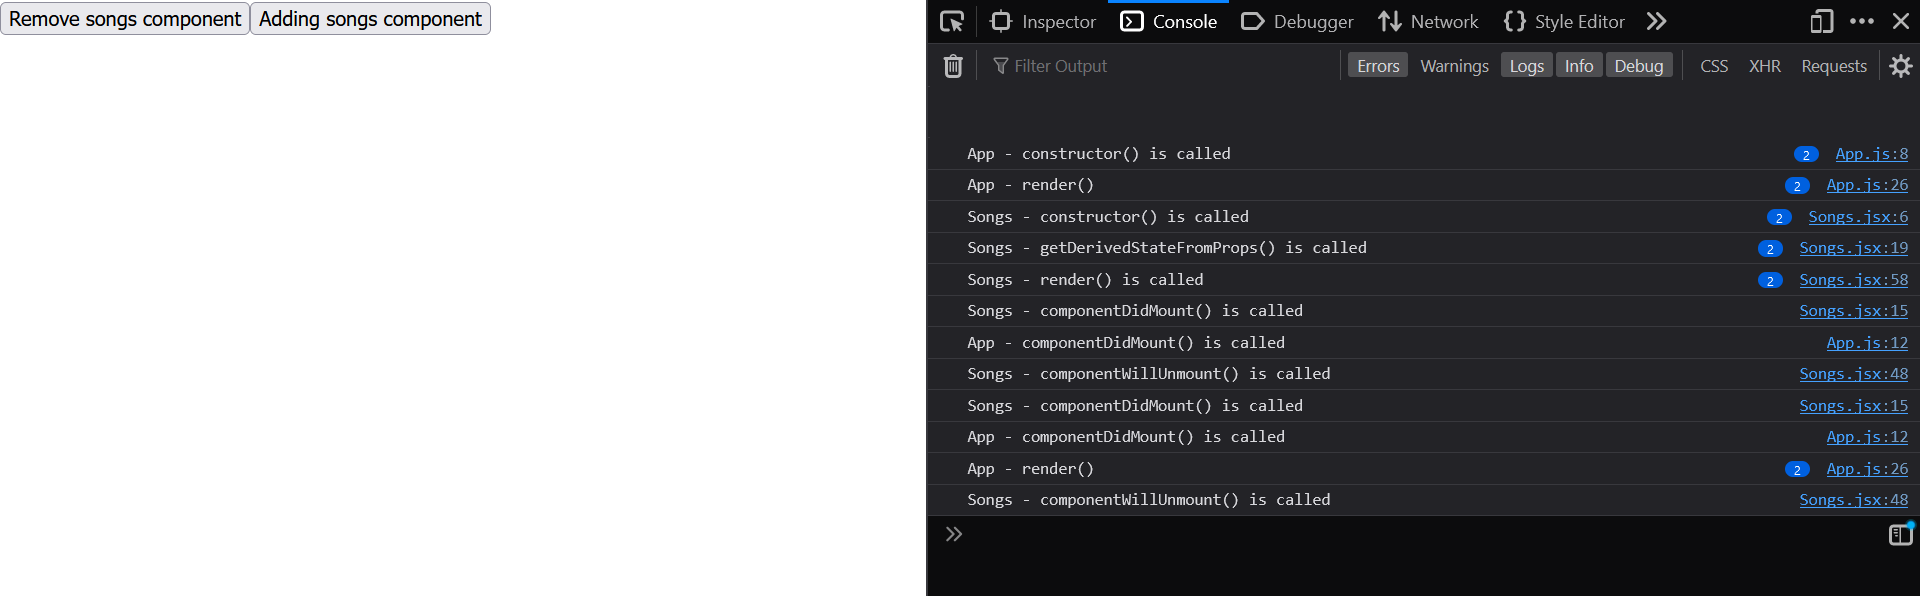 Remove songs component Adding songs component
Inspector Console Debugger Network Style Editor
Filter Output Errors Warnings Logs Info Debug CSS XHR Requests
App - constructor() is called 2 App.js:8
App - render() 2 App.js:26
Songs - constructor() is called 2 Songs.jsx:6
Songs - getDerivedStateFromProps() is called 2 Songs.jsx:19
Songs - render() is called 2 Songs.jsx:58
Songs - componentDidMount() is called Songs.jsx:15
App - componentDidMount() is called App.js:12
Songs - componentWillUnmount() is called Songs.jsx:48
Songs - componentDidMount() is called Songs.jsx:15
App - componentDidMount() is called App.js:12
App - render() 2 App.js:26
Songs - componentWillUnmount() is called Songs.jsx:48